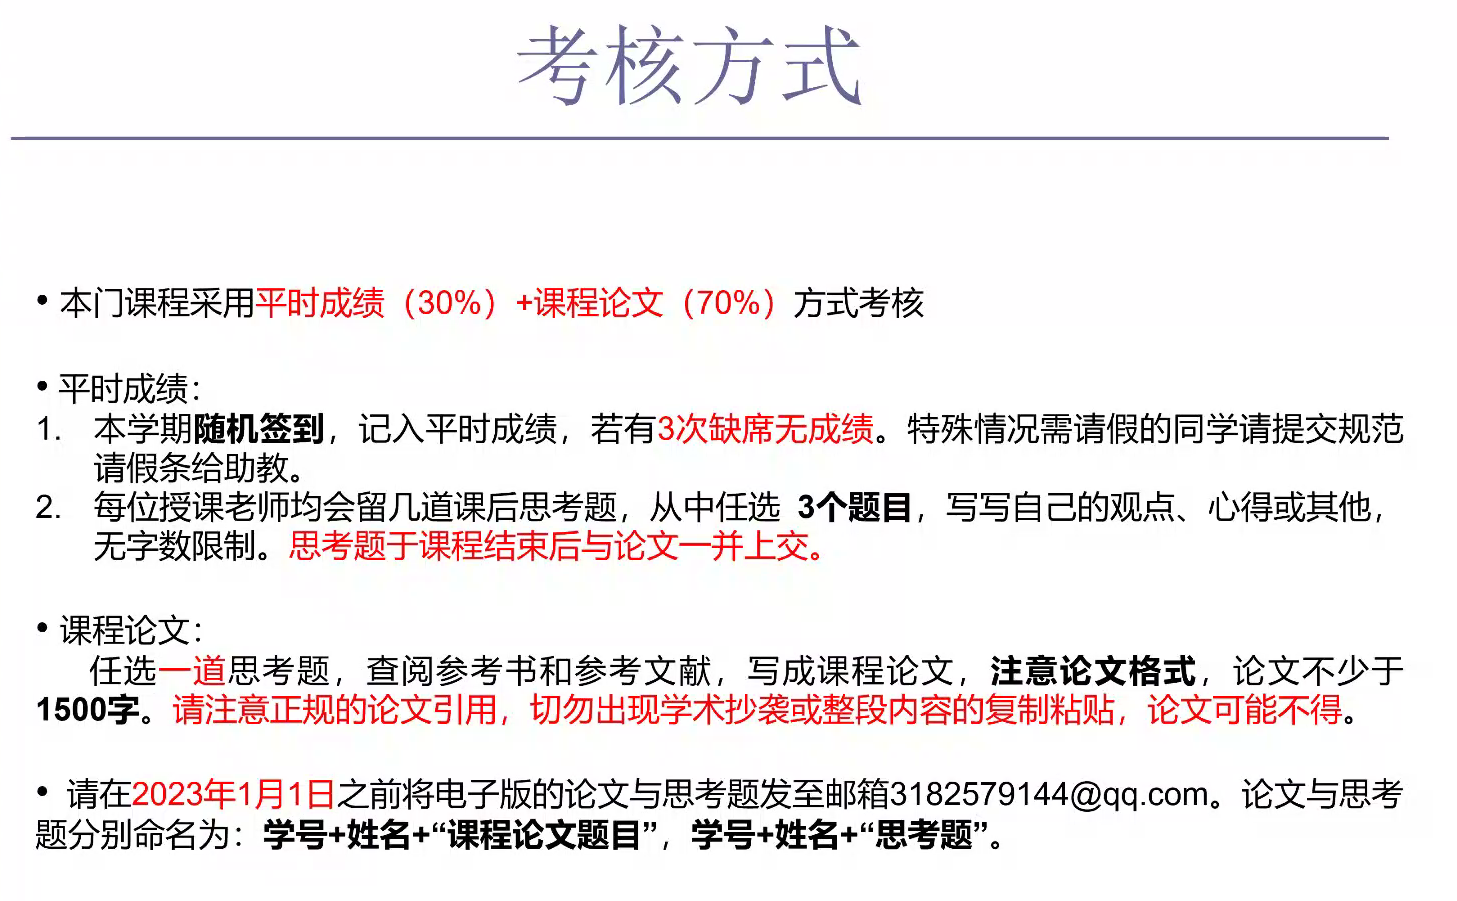 考核方式
• 本门课程采用平时成绩（30%）+课程论文（70%）方式考核
• 平时成绩：
1. 本学期随机签到，记入平时成绩，若有3次缺席无成绩。特殊情况需请假的同学请提交规范
请假条给助教。
2. 每位授课老师均会留几道课后思考题，从中任选 3个题目，写写自己的观点、心得或其他，
无字数限制。思考题于课程结束后与论文一并上交。
• 课程论文：
任选一道思考题，查阅参考书和参考文献，写成课程论文，注意论文格式，论文不少于
1500字。请注意正规的论文引用，切勿出现学术抄袭或整段内容的复制粘贴，论文可能不得。
• 请在2023年1月1日之前将电子版的论文与思考题发至邮箱3182579144@qq.com。论文与思考
题分别命名为：学号+姓名+“课程论文题目”，学号+姓名+“思考题”。